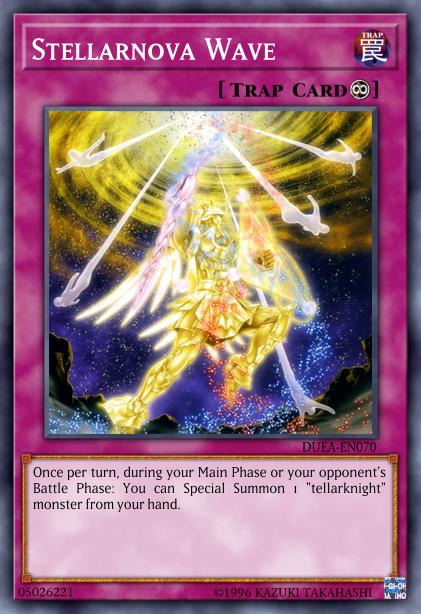 Stellarnova Wave
TRAP
罠
[Trap Card]
DUEA-EN070
Once per turn, during your Main Phase or your opponent's
Battle Phase: You can Special Summon 1 "tellarknight"
monster from your hand.
05026221
©1996 KAZUKI TAKAHASHI